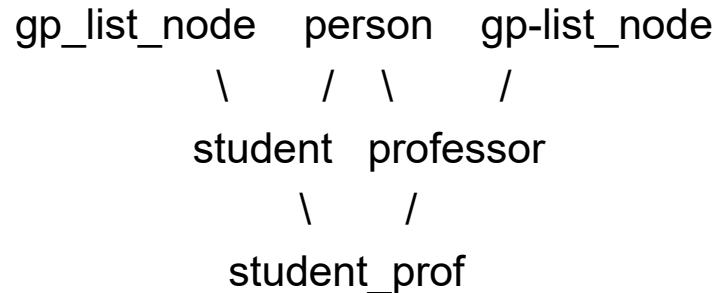 gp_list_node person gp-list_node
\ / \ /
student professor
\ /
student_prof